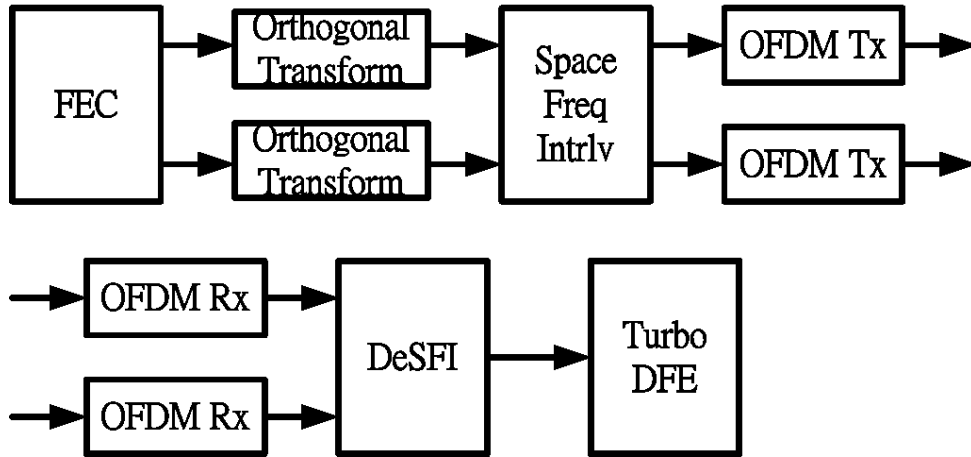 FEC
Orthogonal
Transform
Orthogonal
Transform
Space
Freq
Intrlv
OFDM Tx
OFDM Tx
OFDM Rx
OFDM Rx
DeSFI
Turbo
DFE